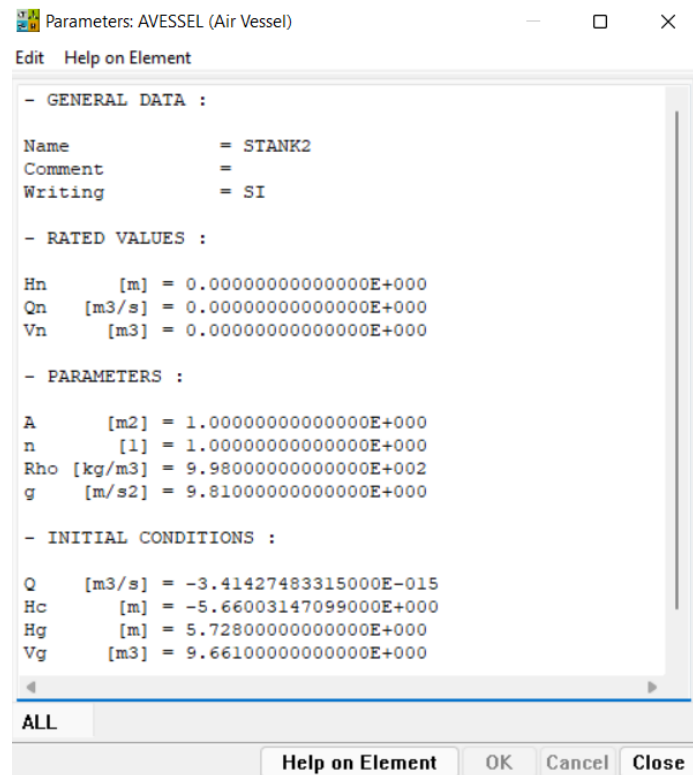 Parameters: AVESSEL (Air Vessel)
Edit Help on Element
- GENERAL DATA :
Name = STANK2
Comment =
Writing = SI
- RATED VALUES :
Hn [m] = 0.00000000000000E+000
Qn [m3/s] = 0.00000000000000E+000
Vn [m3] = 0.00000000000000E+000
- PARAMETERS :
A [m2] = 1.00000000000000E+000
n [1] = 1.00000000000000E+000
Rho [kg/m3] = 9.98000000000000E+002
g [m/s2] = 9.81000000000000E+000
- INITIAL CONDITIONS :
Q [m3/s] = -3.41427483315000E-015
Hc [m] = -5.66003147099000E+000
Hg [m] = 5.72800000000000E+000
Vg [m3] = 9.66100000000000E+000
ALL
Help on Element OK Cancel Close